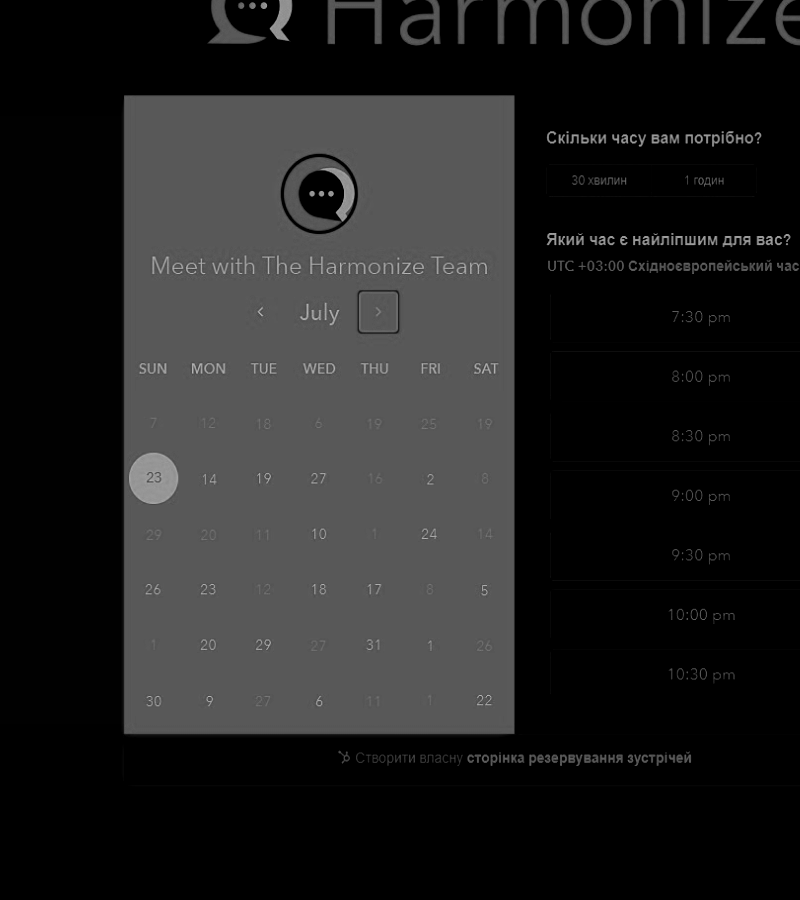 Harmonize
Meet with The Harmonize Team
July
SUN MON TUE WED THU FRI SAT
7 12 18 6 19 25 19
23 14 19 27 16 2 8
29 20 11 10 1 24 14
26 23 12 18 17 8 5
1 20 29 27 31 1 26
30 9 27 6 11 1 22
Скільки часу вам потрібно?
30 хвилин 1 годин
Який час є найліпшим для вас?
UTC +03:00 Східноєвропейський час
7:30 pm
8:00 pm
8:30 pm
9:00 pm
9:30 pm
10:00 pm
10:30 pm
Створити власну сторінка резервування зустрічей